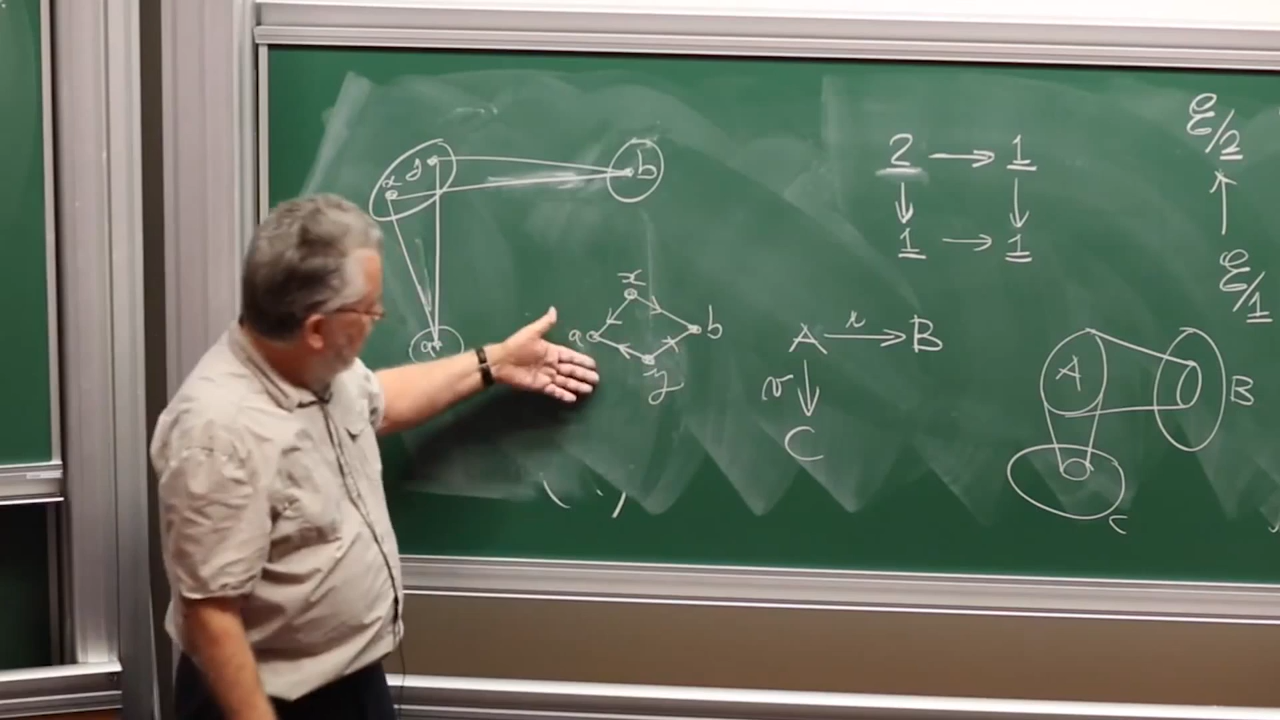 x y b
a
x
a b
y
2 → 1
↓ ↓
1 → 1
ℰ/2
↑
ℰ/1
A →^u B
v ↓
C
A B
C